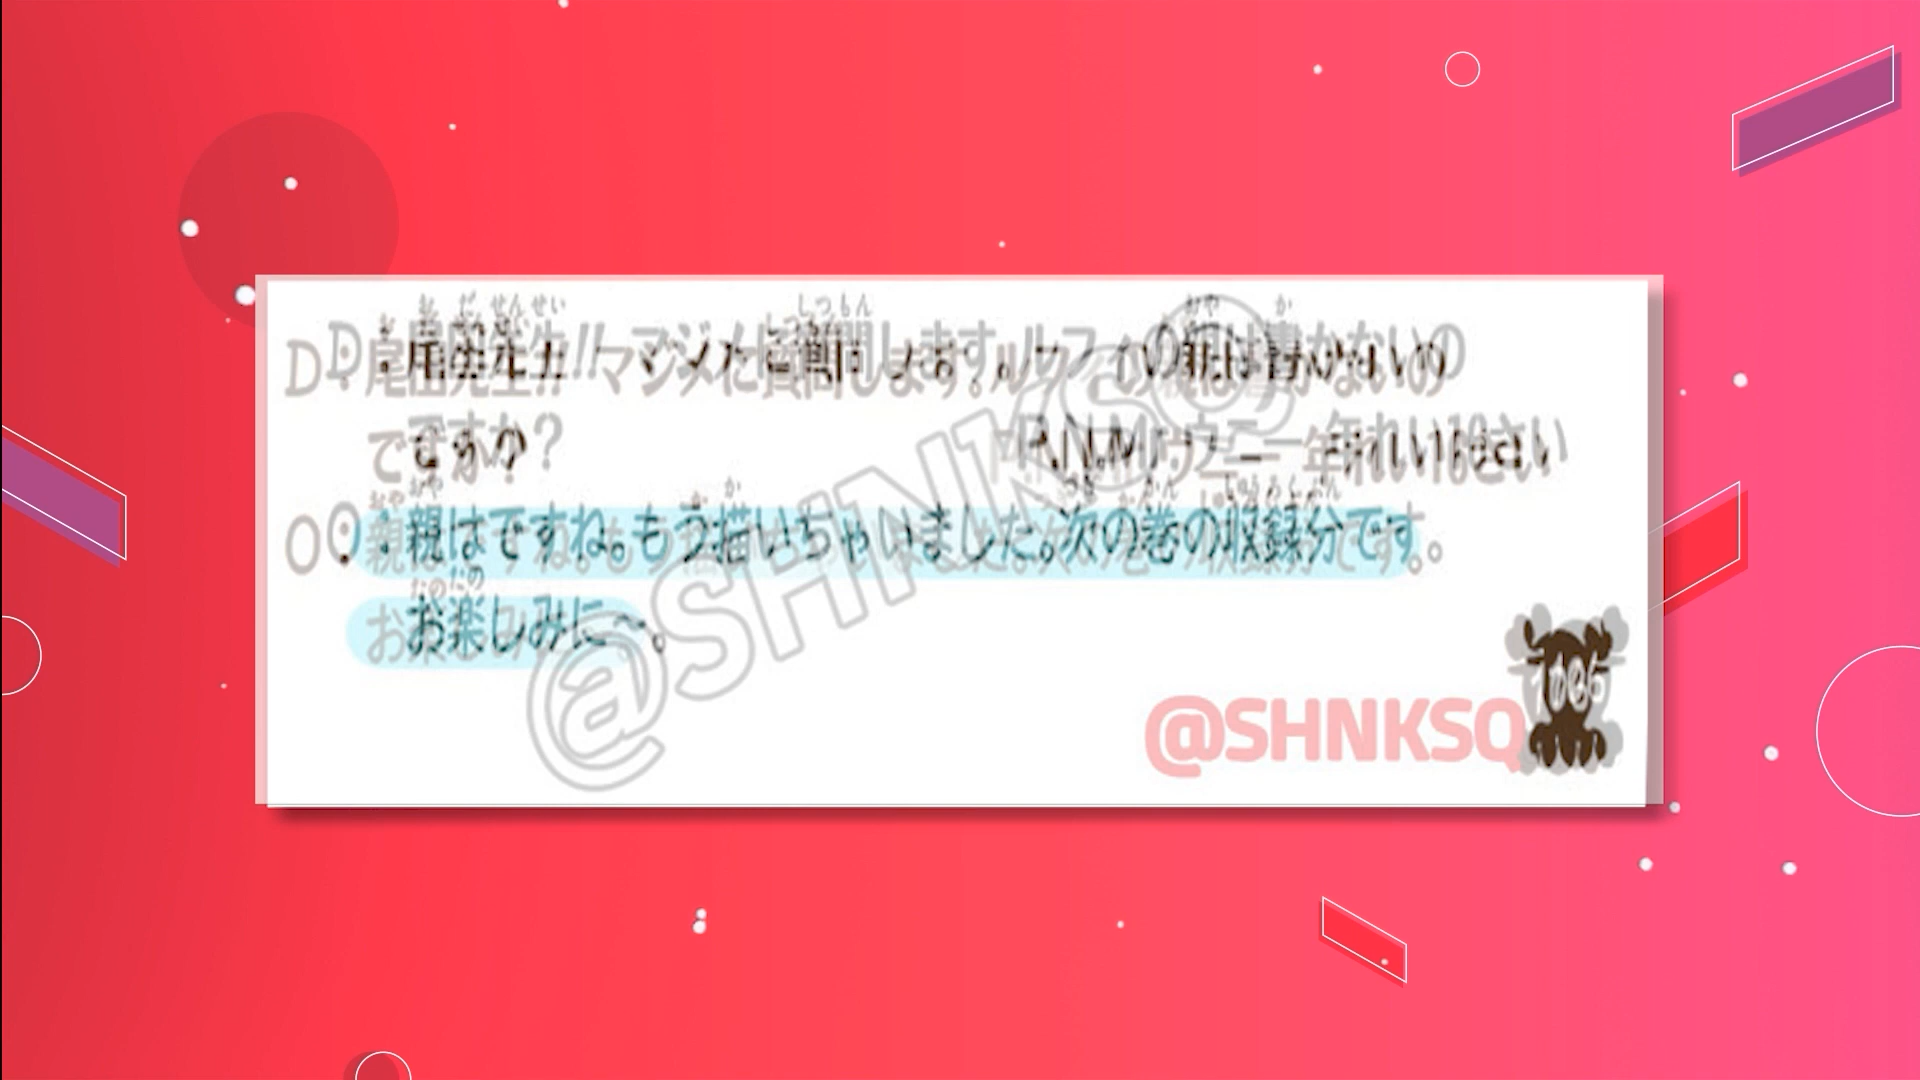 D：尾田先生!!マジメに質問します。ルフィの親は書かないの
ですか？
親はですね。もう描いちゃいました。次の巻の収録分です。
お楽しみに〜。
@SHNKSQ
@SHNKSQ